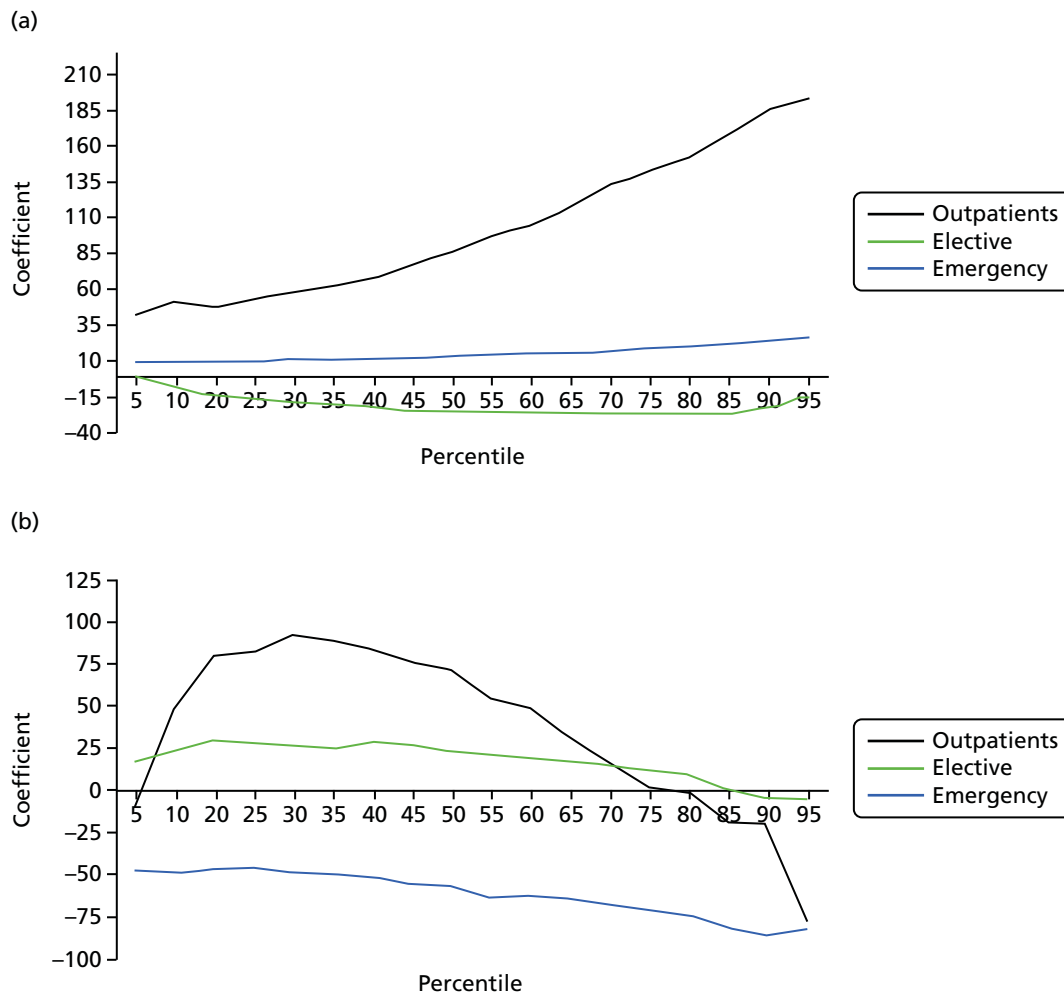 (a)
210
185
160
135
110
85
60
35
10
–15
–40
Coefficient
5 10 20 25 30 35 40 45 50 55 60 65 70 75 80 85 90 95
Percentile
Outpatients
Elective
Emergency
(b)
125
100
75
50
25
0
–25
–50
–75
–100
Coefficient
5 10 20 25 30 35 40 45 50 55 60 65 70 75 80 85 90 95
Percentile
Outpatients
Elective
Emergency